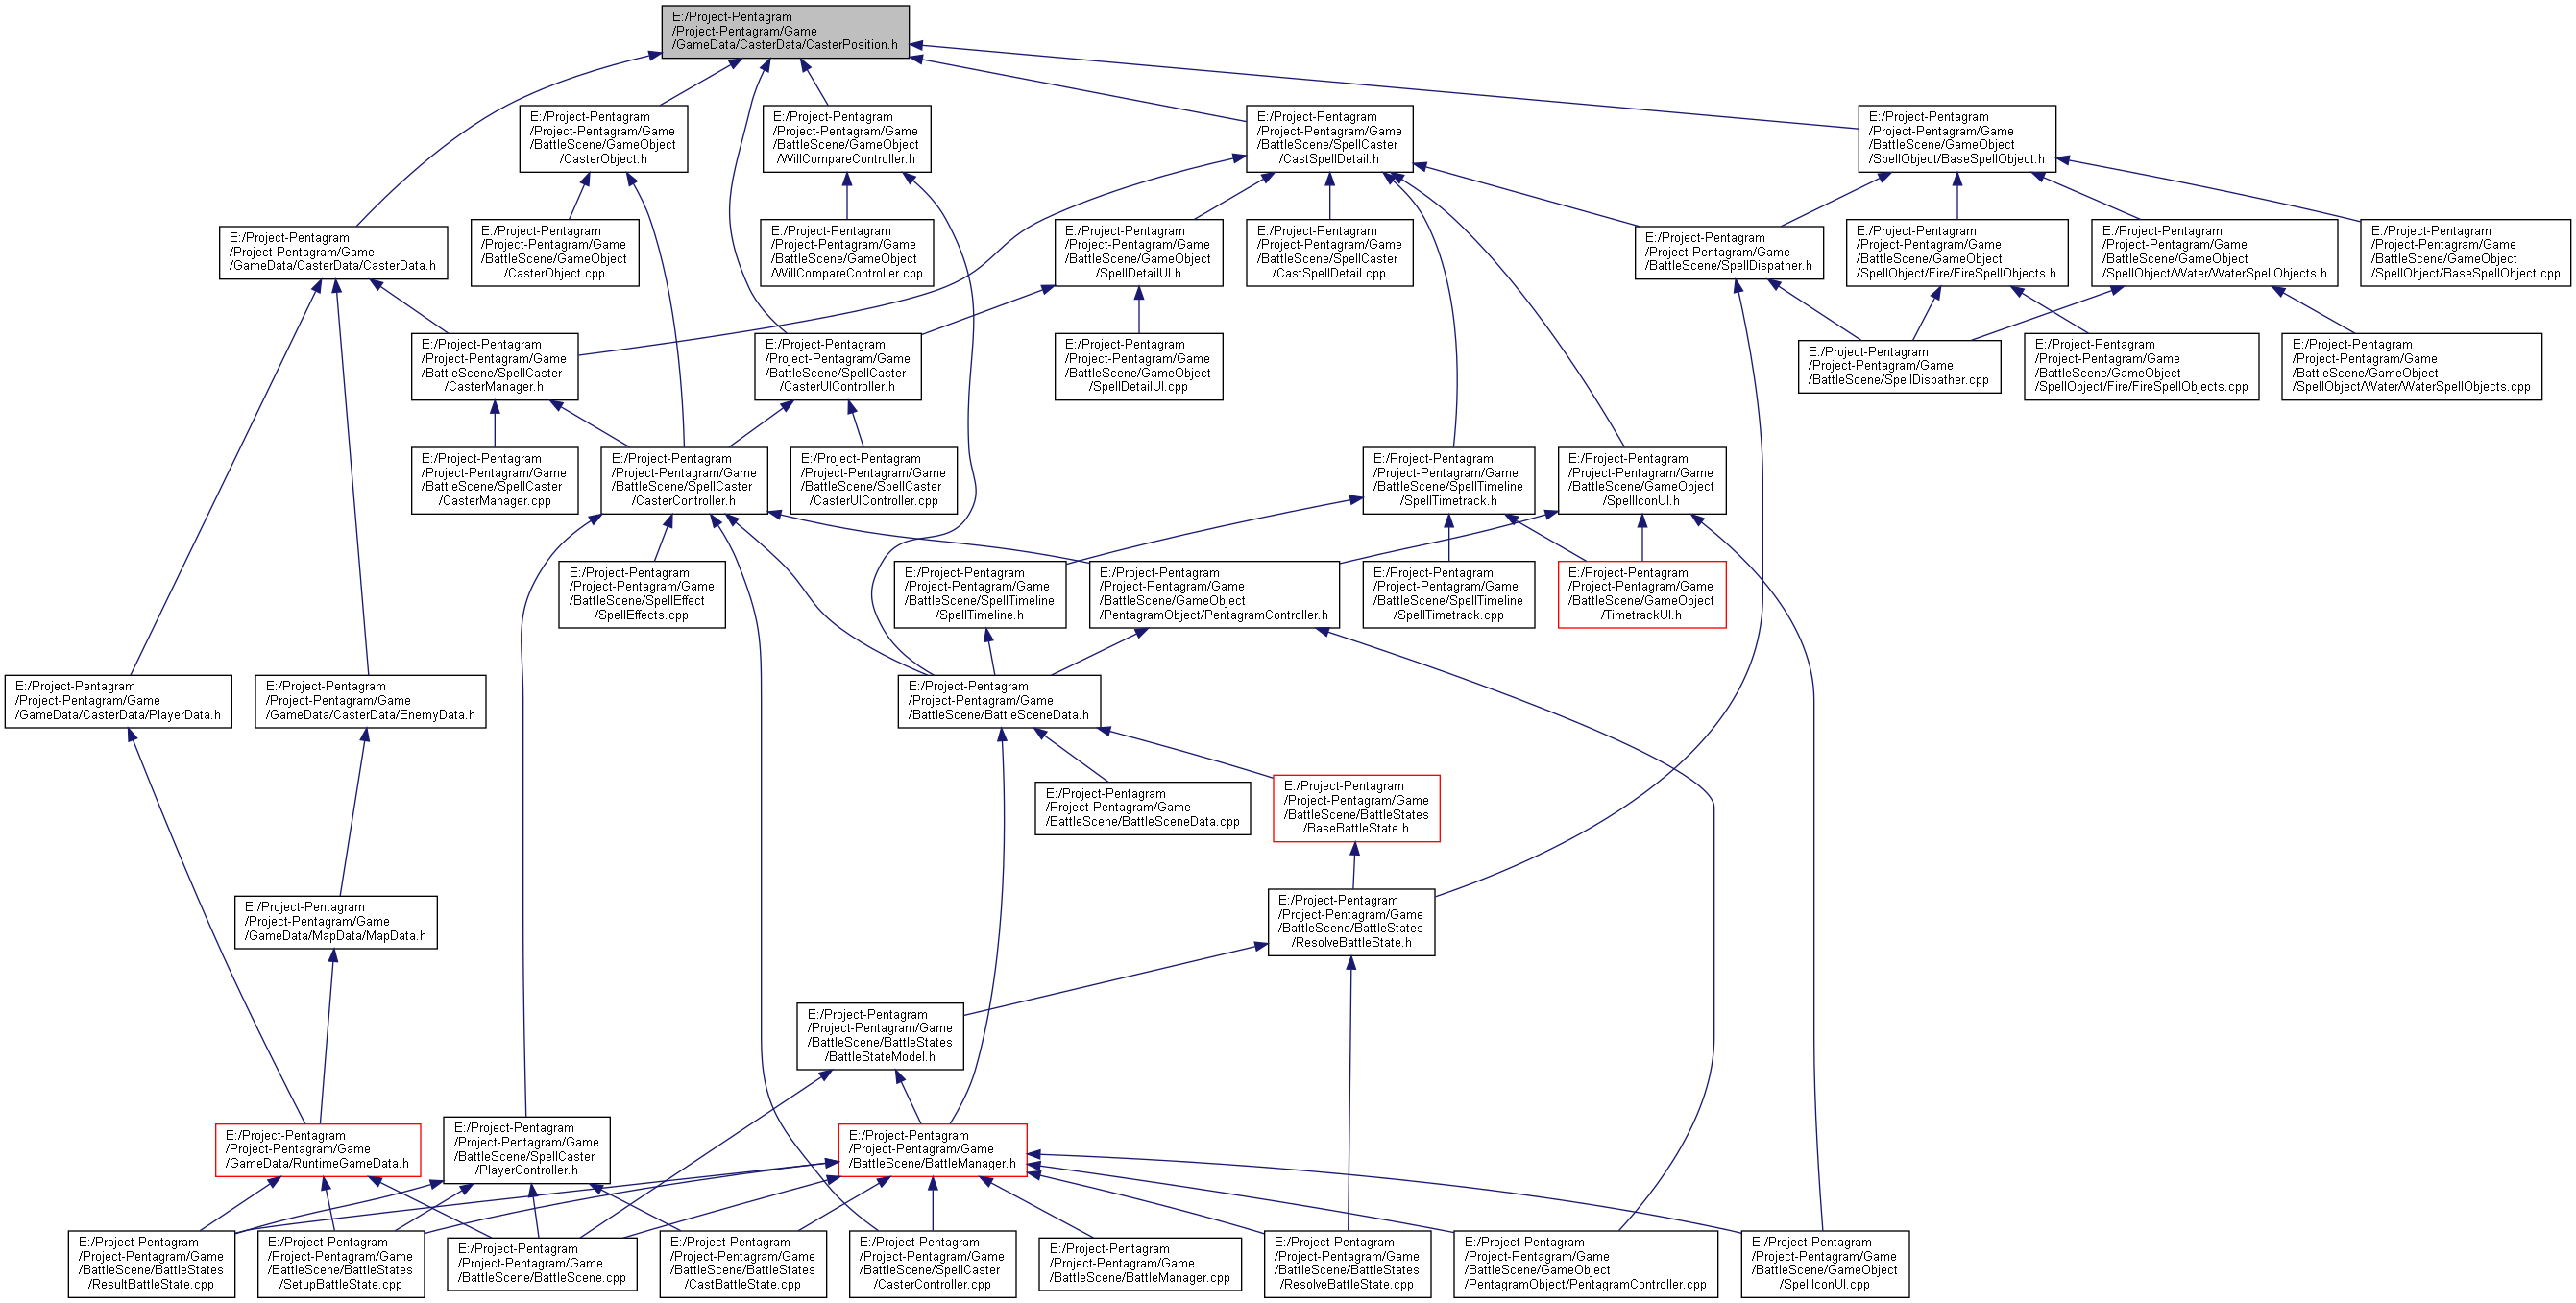 E:/Project-Pentagram
/Project-Pentagram/Game
/GameData/CasterData/CasterPosition.h
E:/Project-Pentagram
/Project-Pentagram/Game
/BattleScene/GameObject
/CasterObject.h
E:/Project-Pentagram
/Project-Pentagram/Game
/BattleScene/GameObject
/WillCompareController.h
E:/Project-Pentagram
/Project-Pentagram/Game
/BattleScene/SpellCaster
/CastSpellDetail.h
E:/Project-Pentagram
/Project-Pentagram/Game
/BattleScene/GameObject
/SpellObject/BaseSpellObject.h
E:/Project-Pentagram
/Project-Pentagram/Game
/GameData/CasterData/CasterData.h
E:/Project-Pentagram
/Project-Pentagram/Game
/BattleScene/GameObject
/CasterObject.cpp
E:/Project-Pentagram
/Project-Pentagram/Game
/BattleScene/GameObject
/WillCompareController.cpp
E:/Project-Pentagram
/Project-Pentagram/Game
/BattleScene/GameObject
/SpellDetailUI.h
E:/Project-Pentagram
/Project-Pentagram/Game
/BattleScene/SpellCaster
/CastSpellDetail.cpp
E:/Project-Pentagram
/Project-Pentagram/Game
/BattleScene/SpellDispather.h
E:/Project-Pentagram
/Project-Pentagram/Game
/BattleScene/GameObject
/SpellObject/Fire/FireSpellObjects.h
E:/Project-Pentagram
/Project-Pentagram/Game
/BattleScene/GameObject
/SpellObject/Water/WaterSpellObjects.h
E:/Project-Pentagram
/Project-Pentagram/Game
/BattleScene/GameObject
/SpellObject/BaseSpellObject.cpp
E:/Project-Pentagram
/Project-Pentagram/Game
/BattleScene/SpellCaster
/CasterManager.h
E:/Project-Pentagram
/Project-Pentagram/Game
/BattleScene/SpellCaster
/CasterUIController.h
E:/Project-Pentagram
/Project-Pentagram/Game
/BattleScene/GameObject
/SpellDetailUI.cpp
E:/Project-Pentagram
/Project-Pentagram/Game
/BattleScene/SpellDispather.cpp
E:/Project-Pentagram
/Project-Pentagram/Game
/BattleScene/GameObject
/SpellObject/Fire/FireSpellObjects.cpp
E:/Project-Pentagram
/Project-Pentagram/Game
/BattleScene/GameObject
/SpellObject/Water/WaterSpellObjects.cpp
E:/Project-Pentagram
/Project-Pentagram/Game
/BattleScene/SpellCaster
/CasterManager.cpp
E:/Project-Pentagram
/Project-Pentagram/Game
/BattleScene/SpellCaster
/CasterController.h
E:/Project-Pentagram
/Project-Pentagram/Game
/BattleScene/SpellCaster
/CasterUIController.cpp
E:/Project-Pentagram
/Project-Pentagram/Game
/BattleScene/SpellTimeline
/SpellTimetrack.h
E:/Project-Pentagram
/Project-Pentagram/Game
/BattleScene/GameObject
/SpellIconUI.h
E:/Project-Pentagram
/Project-Pentagram/Game
/BattleScene/SpellEffect
/SpellEffects.cpp
E:/Project-Pentagram
/Project-Pentagram/Game
/BattleScene/SpellTimeline
/SpellTimeline.h
E:/Project-Pentagram
/Project-Pentagram/Game
/BattleScene/GameObject
/PentagramObject/PentagramController.h
E:/Project-Pentagram
/Project-Pentagram/Game
/BattleScene/SpellTimeline
/SpellTimetrack.cpp
E:/Project-Pentagram
/Project-Pentagram/Game
/BattleScene/GameObject
/TimetrackUI.h
E:/Project-Pentagram
/Project-Pentagram/Game
/GameData/CasterData/PlayerData.h
E:/Project-Pentagram
/Project-Pentagram/Game
/GameData/CasterData/EnemyData.h
E:/Project-Pentagram
/Project-Pentagram/Game
/BattleScene/BattleSceneData.h
E:/Project-Pentagram
/Project-Pentagram/Game
/BattleScene/BattleSceneData.cpp
E:/Project-Pentagram
/Project-Pentagram/Game
/BattleScene/BattleStates
/BaseBattleState.h
E:/Project-Pentagram
/Project-Pentagram/Game
/GameData/MapData/MapData.h
E:/Project-Pentagram
/Project-Pentagram/Game
/BattleScene/BattleStates
/ResolveBattleState.h
E:/Project-Pentagram
/Project-Pentagram/Game
/BattleScene/BattleStates
/BattleStateModel.h
E:/Project-Pentagram
/Project-Pentagram/Game
/GameData/RuntimeGameData.h
E:/Project-Pentagram
/Project-Pentagram/Game
/BattleScene/SpellCaster
/PlayerController.h
E:/Project-Pentagram
/Project-Pentagram/Game
/BattleScene/BattleManager.h
E:/Project-Pentagram
/Project-Pentagram/Game
/BattleScene/BattleStates
/ResultBattleState.cpp
E:/Project-Pentagram
/Project-Pentagram/Game
/BattleScene/BattleStates
/SetupBattleState.cpp
E:/Project-Pentagram
/Project-Pentagram/Game
/BattleScene/BattleScene.cpp
E:/Project-Pentagram
/Project-Pentagram/Game
/BattleScene/BattleStates
/CastBattleState.cpp
E:/Project-Pentagram
/Project-Pentagram/Game
/BattleScene/SpellCaster
/CasterController.cpp
E:/Project-Pentagram
/Project-Pentagram/Game
/BattleScene/BattleManager.cpp
E:/Project-Pentagram
/Project-Pentagram/Game
/BattleScene/BattleStates
/ResolveBattleState.cpp
E:/Project-Pentagram
/Project-Pentagram/Game
/BattleScene/GameObject
/PentagramObject/PentagramController.cpp
E:/Project-Pentagram
/Project-Pentagram/Game
/BattleScene/GameObject
/SpellIconUI.cpp